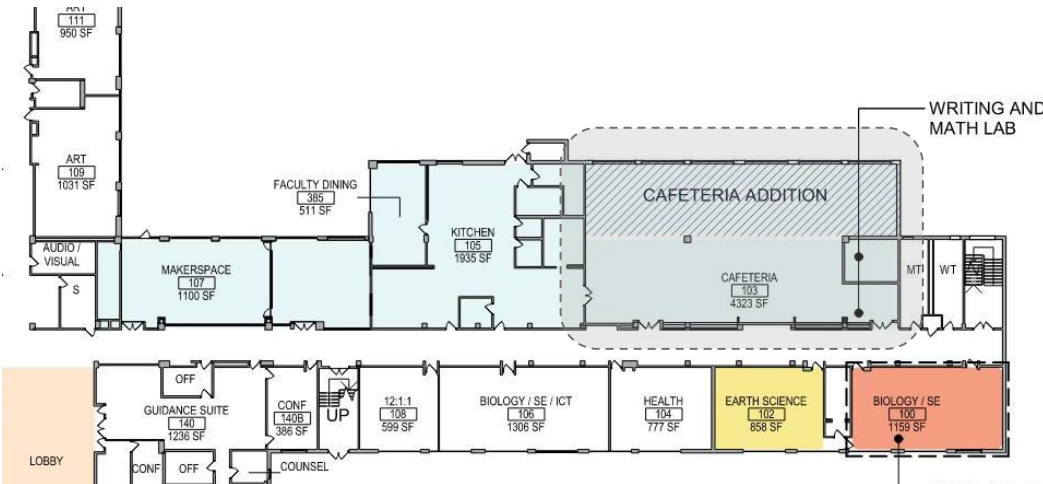 ART
111
950 SF
WRITING AND
MATH LAB
ART
109
1031 SF
FACULTY DINING
385
511 SF
CAFETERIA ADDITION
KITCHEN
105
1935 SF
AUDIO /
VISUAL
S
MAKERSPACE
107
1100 SF
CAFETERIA
103
4323 SF
MT
WT
OFF
GUIDANCE SUITE
140
1236 SF
CONF
140B
386 SF
UP
12:1:1
108
599 SF
BIOLOGY / SE / ICT
106
1306 SF
HEALTH
104
777 SF
EARTH SCIENCE
102
858 SF
BIOLOGY / SE
100
1159 SF
LOBBY
CONF
OFF
COUNSEL